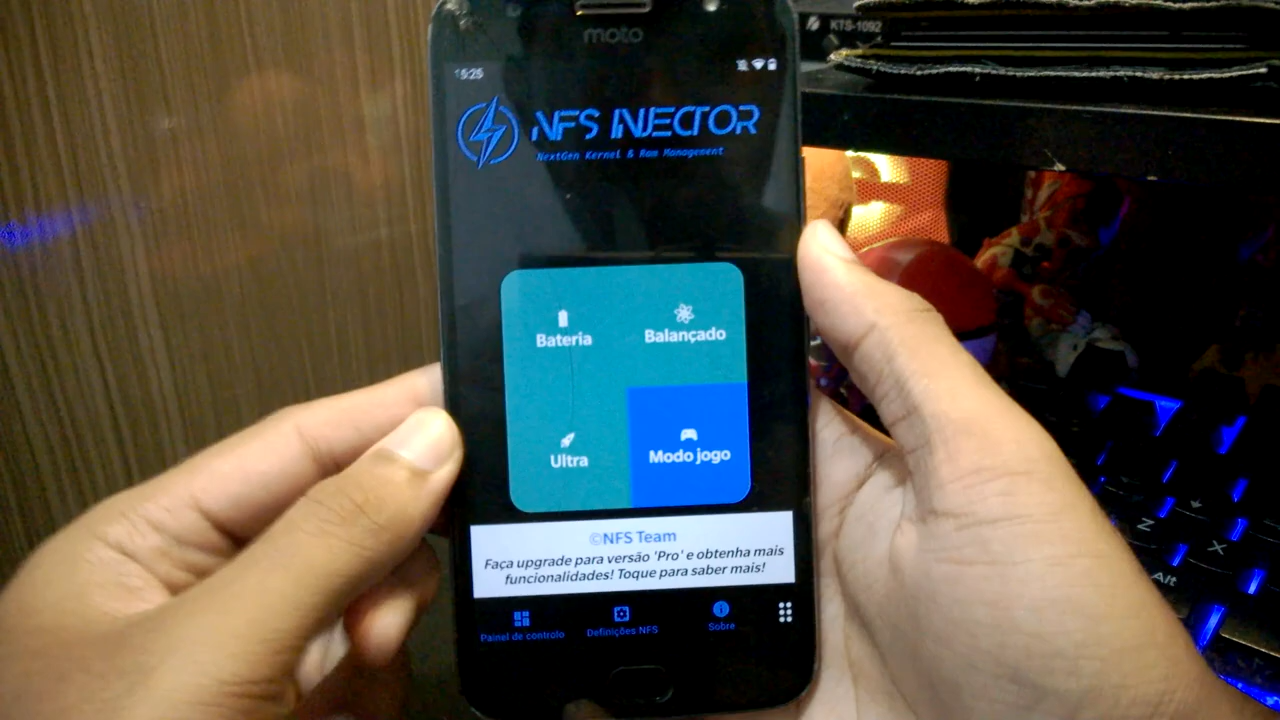 KTS-1092
moto
15:25
NFS INJECTOR
NextGen Kernel & Ram Management
Bateria
Balançado
Ultra
Modo jogo
©NFS Team
Faça upgrade para versão 'Pro' e obtenha mais
funcionalidades! Toque para saber mais!
Painel de controlo
Definições NFS
Sobre
Z
X
Alt